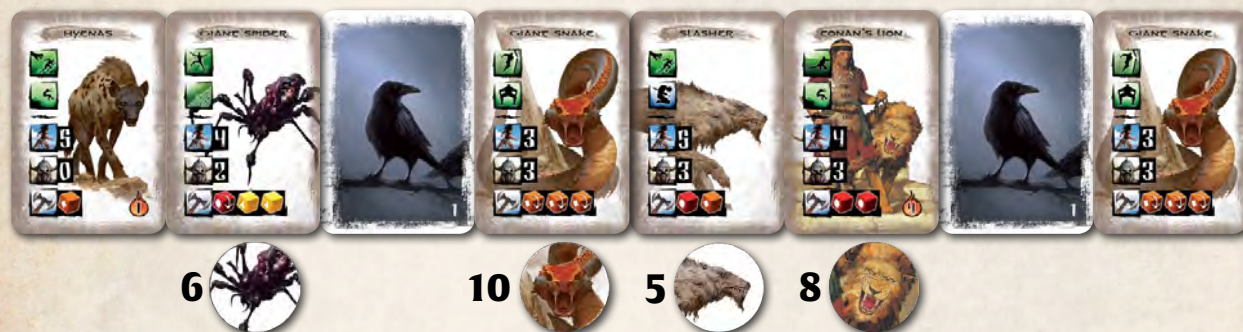 HYENAS GIANT SPIDER GIANT SNAKE SLASHER CONAN'S LION GIANT SNAKE
5 4 3 5 4 3
0 2 3 3 3 3
1 1 1
6 10 5 8